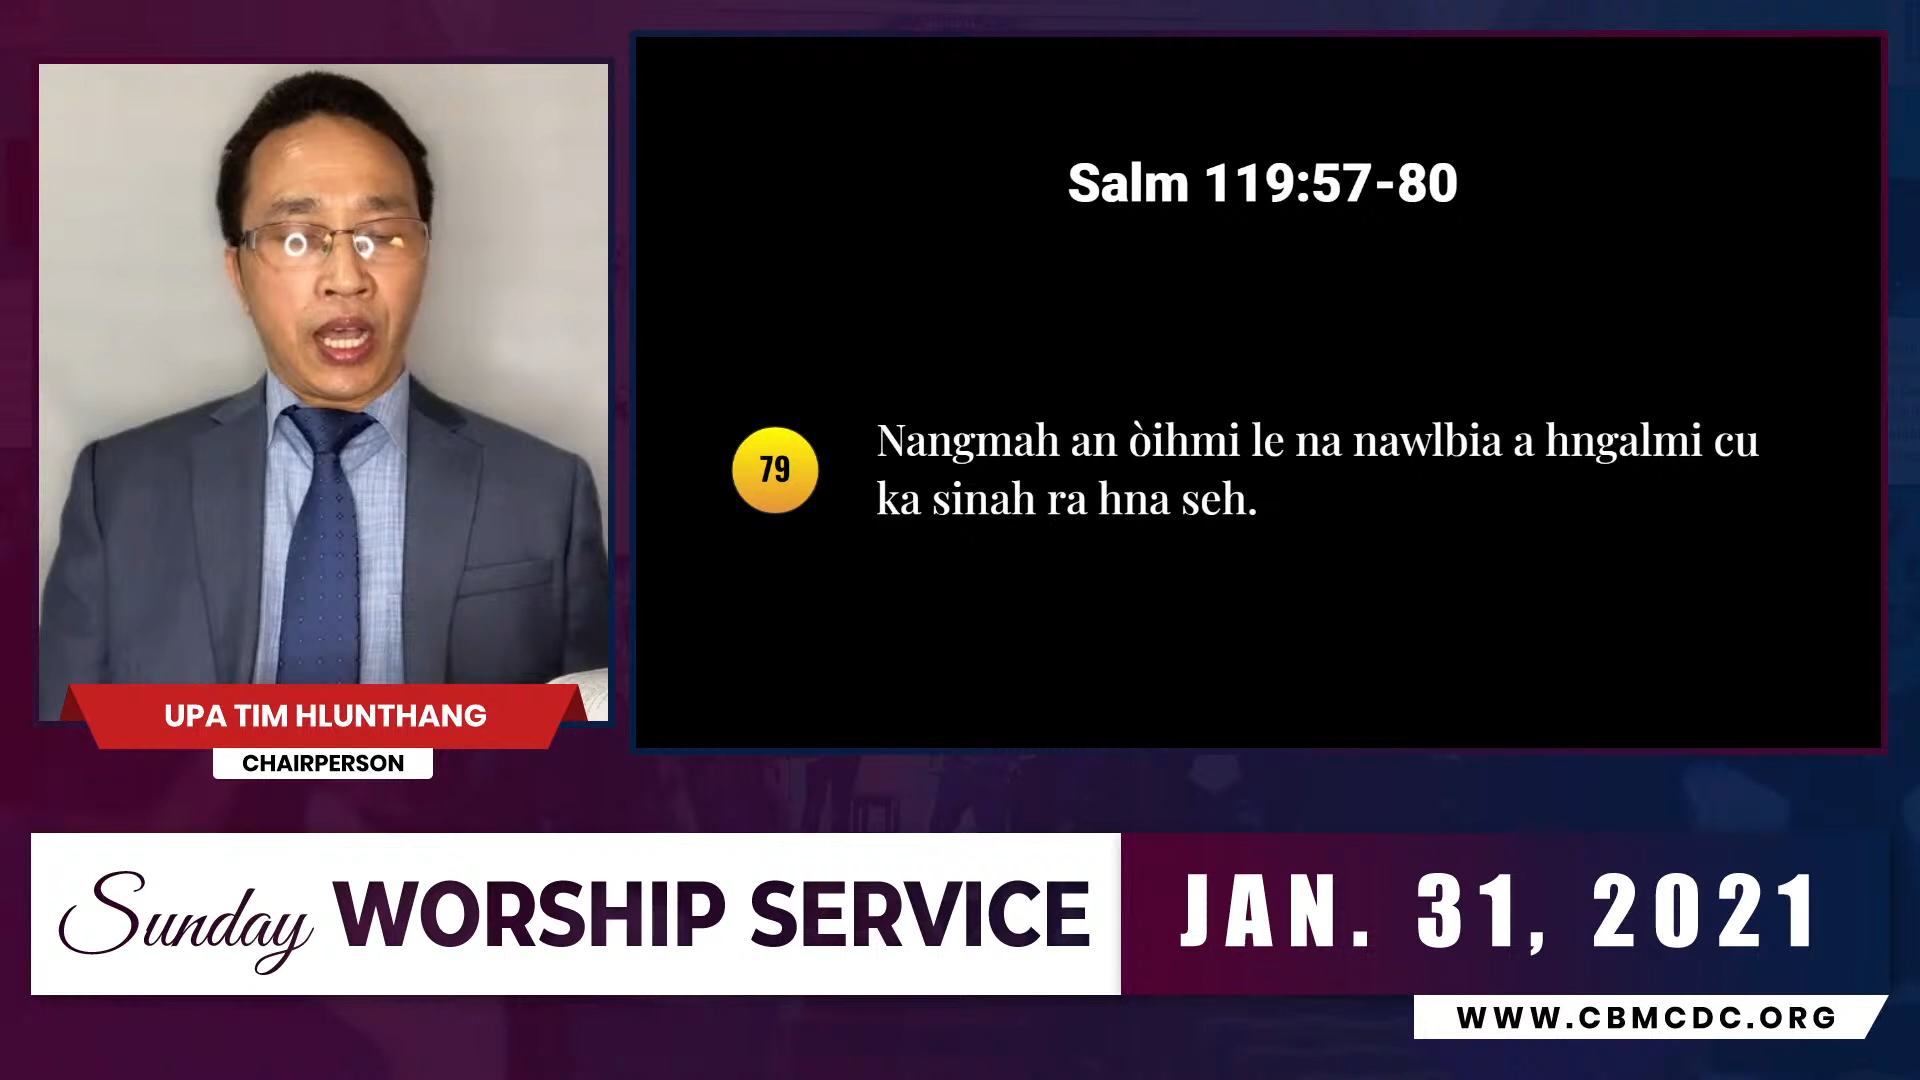 Salm 119:57-80
79
Nangmah an òihmi le na nawlbia a hngalmi cu
ka sinah ra hna seh.
UPA TIM HLUNTHANG
CHAIRPERSON
Sunday WORSHIP SERVICE
JAN. 31, 2021
WWW.CBMCDC.ORG